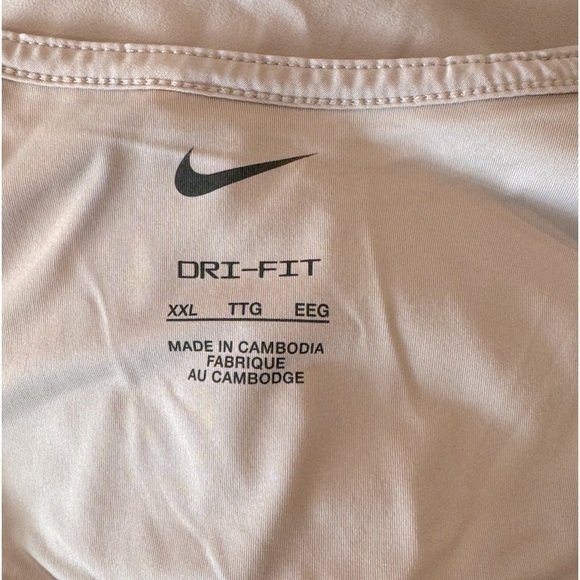 DRI-FIT
XXL TTG EEG
MADE IN CAMBODIA
FABRIQUE
AU CAMBODGE